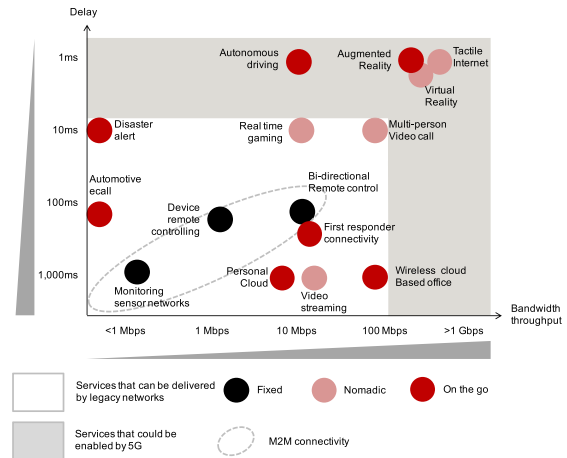 Delay
1ms
Autonomous
driving
Augmented
Reality
Tactile
Internet
Virtual
Reality
10ms
Disaster
alert
Real time
gaming
Multi-person
Video call
Automotive
ecall
Bi-directional
Remote control
100ms
Device
remote
controlling
First responder
connectivity
1,000ms
Monitoring
sensor networks
Personal
Cloud
Video
streaming
Wireless cloud
Based office
Bandwidth
throughput
<1 Mbps
1 Mbps
10 Mbps
100 Mbps
>1 Gbps
Services that can be delivered
by legacy networks
Fixed
Nomadic
On the go
Services that could be
enabled by 5G
M2M connectivity